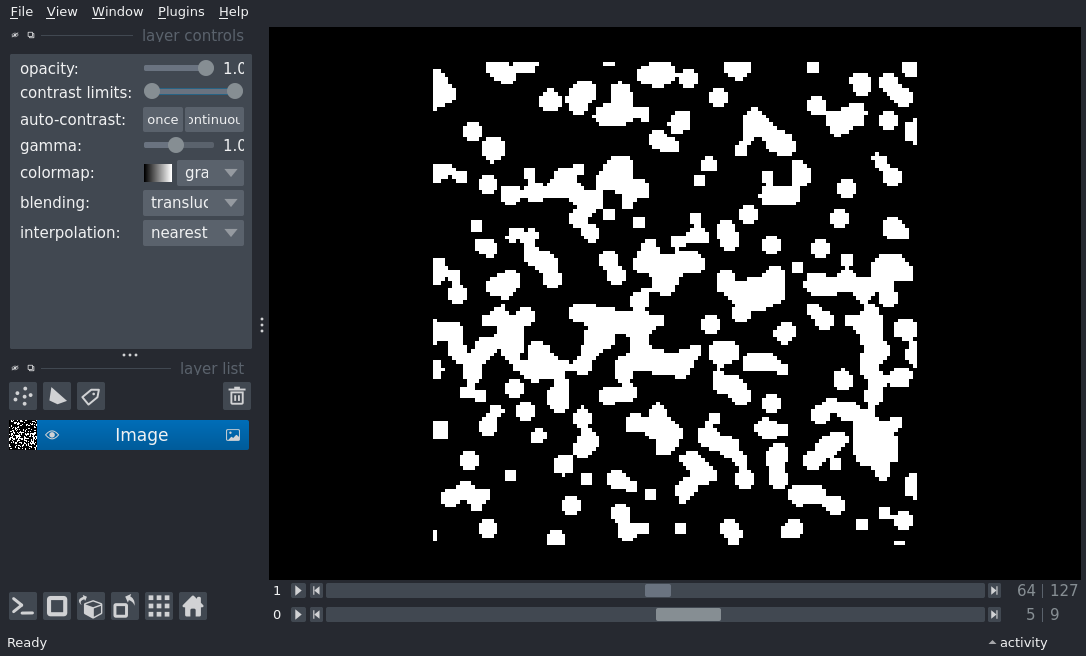 File View Window Plugins Help
layer controls
opacity: 1.0
contrast limits:
auto-contrast: once ontinuou
gamma: 1.0
colormap: gra
blending: transluc
interpolation: nearest
layer list
Image
1 64 | 127
0 5 | 9
Ready activity